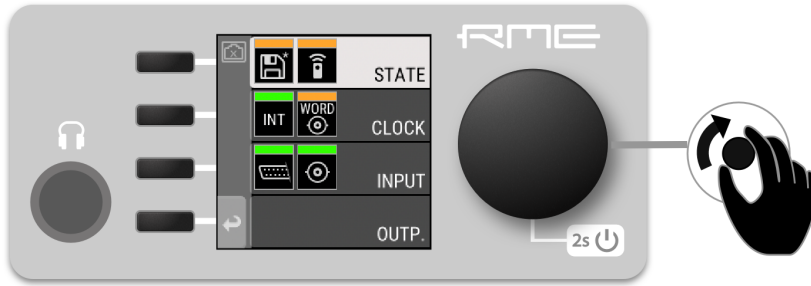 RME
STATE
INT
WORD
CLOCK
INPUT
OUTP.
2s